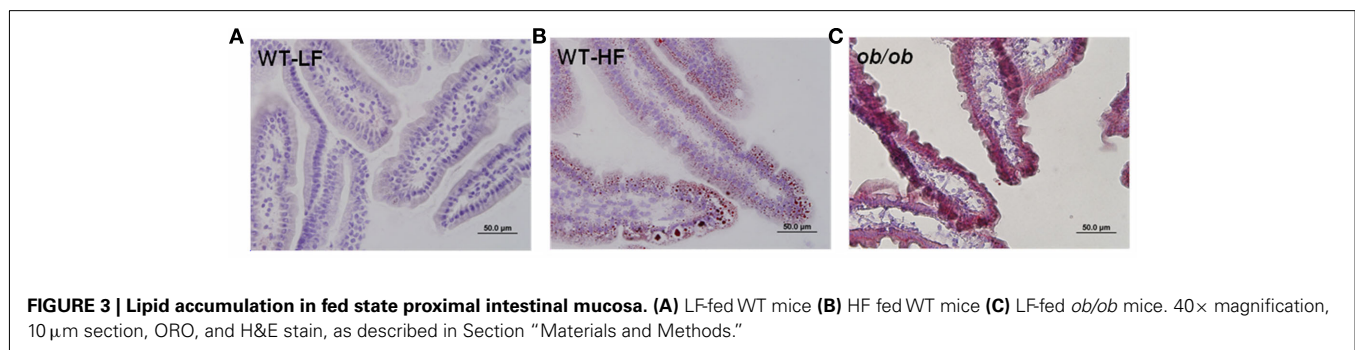 A
B
C
WT-LF
WT-HF
ob/ob
50.0 µm
50.0 µm
50.0 µm
FIGURE 3 | Lipid accumulation in fed state proximal intestinal mucosa. (A) LF-fed WT mice (B) HF fed WT mice (C) LF-fed ob/ob mice. 40× magnification,
10 µm section, ORO, and H&E stain, as described in Section “Materials and Methods.”